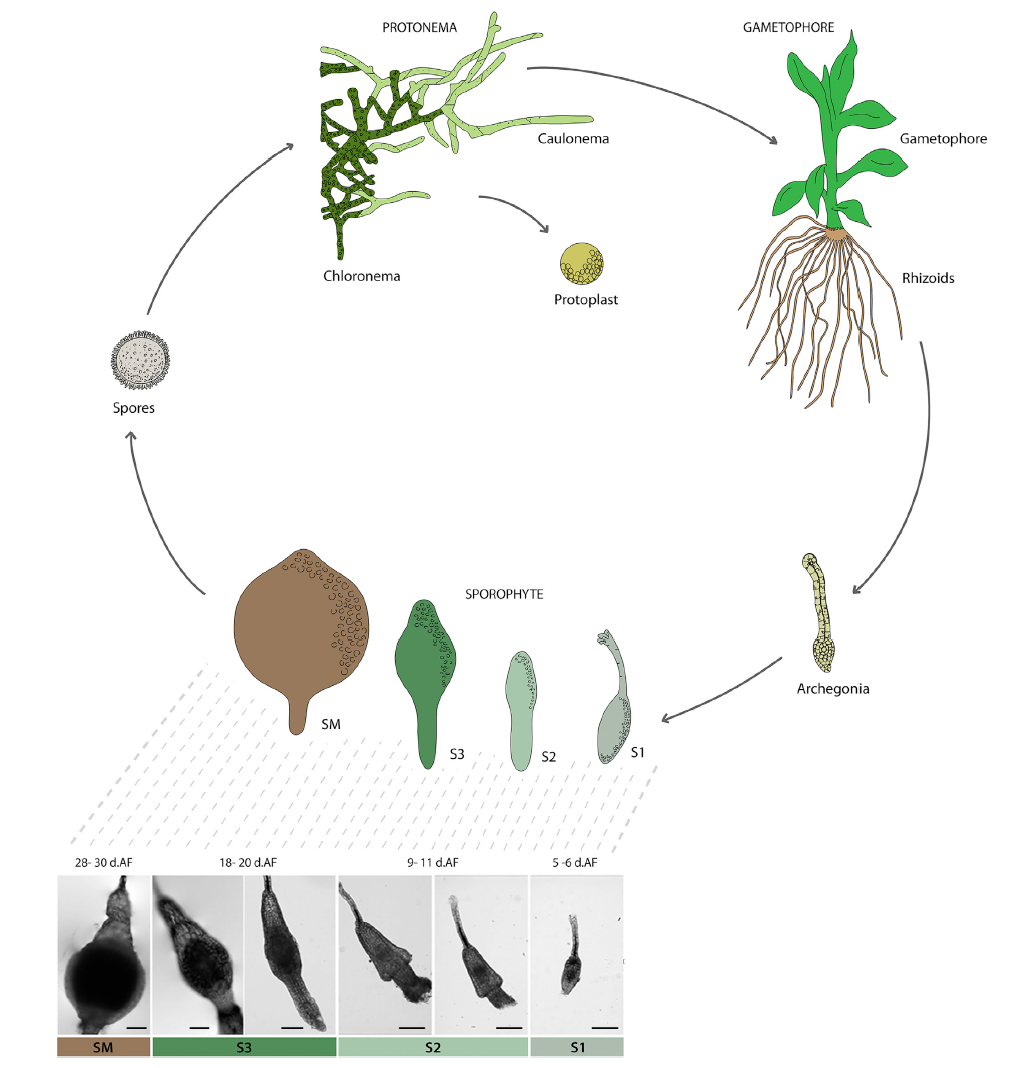 PROTONEMA
GAMETOPHORE
Caulonema
Gametophore
Chloronema
Protoplast
Rhizoids
Spores
SPOROPHYTE
Archegonia
SM
S3
S2
S1
28- 30 d.AF
18- 20 d.AF
9- 11 d.AF
5 -6 d.AF
SM
S3
S2
S1